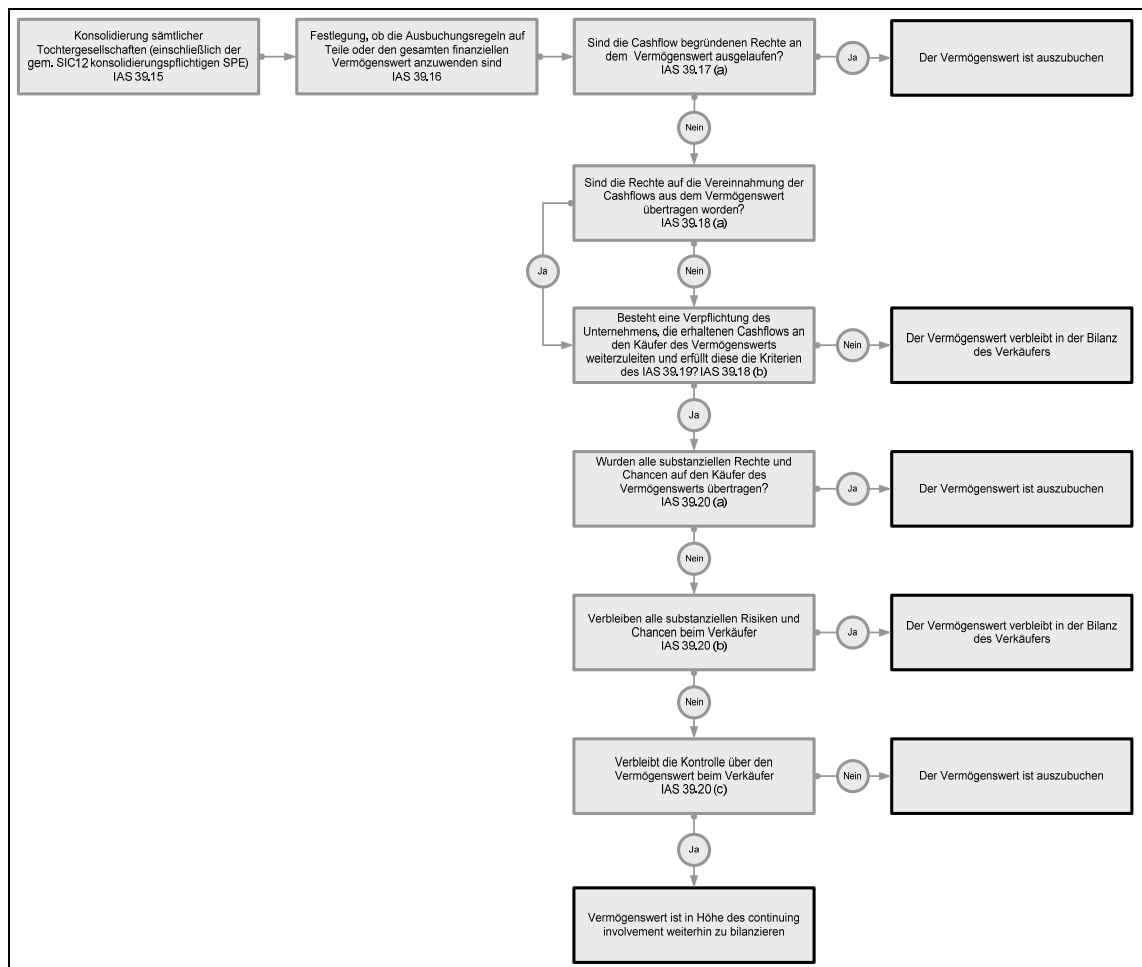 Konsolidierung sämtlicher
Tochtergesellschaften (einschließlich der
gem. SIC12 konsolidierungspflichtigen SPE)
IAS 39.15
Festlegung, ob die Ausbuchungsregeln auf
Teile oder den gesamten finanziellen
Vermögenswert anzuwenden sind
IAS 39.16
Sind die Cashflow begründenen Rechte an
dem Vermögenswert ausgelaufen?
IAS 39.17 (a)
Ja
Der Vermögenswert ist auszubuchen
Nein
Sind die Rechte auf die Vereinnahmung der
Cashflows aus dem Vermögenswert
übertragen worden?
IAS 39.18 (a)
Ja
Nein
Besteht eine Verpflichtung des
Unternehmens, die erhaltenen Cashflows an
den Käufer des Vermögenswerts
weiterzuleiten und erfüllt diese die Kriterien
des IAS 39.19? IAS 39.18 (b)
Nein
Der Vermögenswert verbleibt in der Bilanz
des Verkäufers
Ja
Wurden alle substanziellen Rechte und
Chancen auf den Käufer des
Vermögenswerts übertragen?
IAS 39.20 (a)
Ja
Der Vermögenswert ist auszubuchen
Nein
Verbleiben alle substanziellen Risiken und
Chancen beim Verkäufer
IAS 39.20 (b)
Ja
Der Vermögenswert verbleibt in der Bilanz
des Verkäufers
Nein
Verbleibt die Kontrolle über den
Vermögenswert beim Verkäufer
IAS 39.20 (c)
Nein
Der Vermögenswert ist auszubuchen
Ja
Vermögenswert ist in Höhe des continuing
involvement weiterhin zu bilanzieren